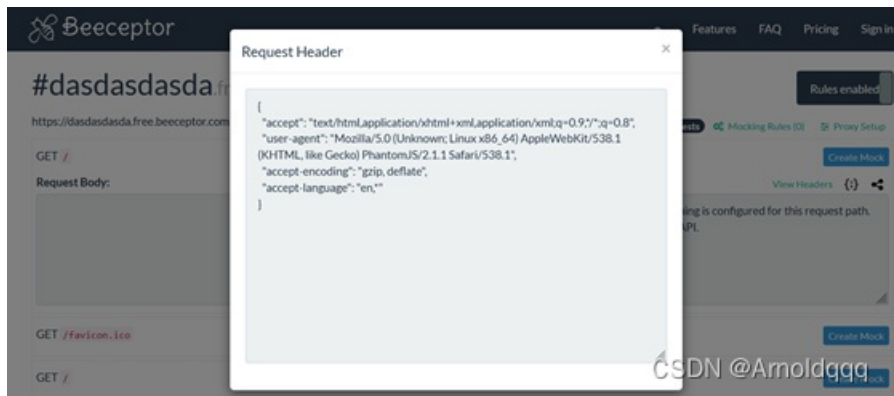 Beeceptor
Features FAQ Pricing Sign in
Request Header ×
#dasdasdasda.fr
Rules enabled
https://dasdasdasda.free.beeceptor.com
ests Mocking Rules (0) Proxy Setup
GET /
Create Mock
Request Body:
View Headers {:}
{
"accept": "text/html,application/xhtml+xml,application/xml;q=0.9,*/*;q=0.8",
"user-agent": "Mozilla/5.0 (Unknown; Linux x86_64) AppleWebKit/538.1
(KHTML, like Gecko) PhantomJS/2.1.1 Safari/538.1",
"accept-encoding": "gzip, deflate",
"accept-language": "en,*"
}
ing is configured for this request path.
API.
GET /favicon.ico
Create Mock
GET /
CSDN @Arnoldqqq